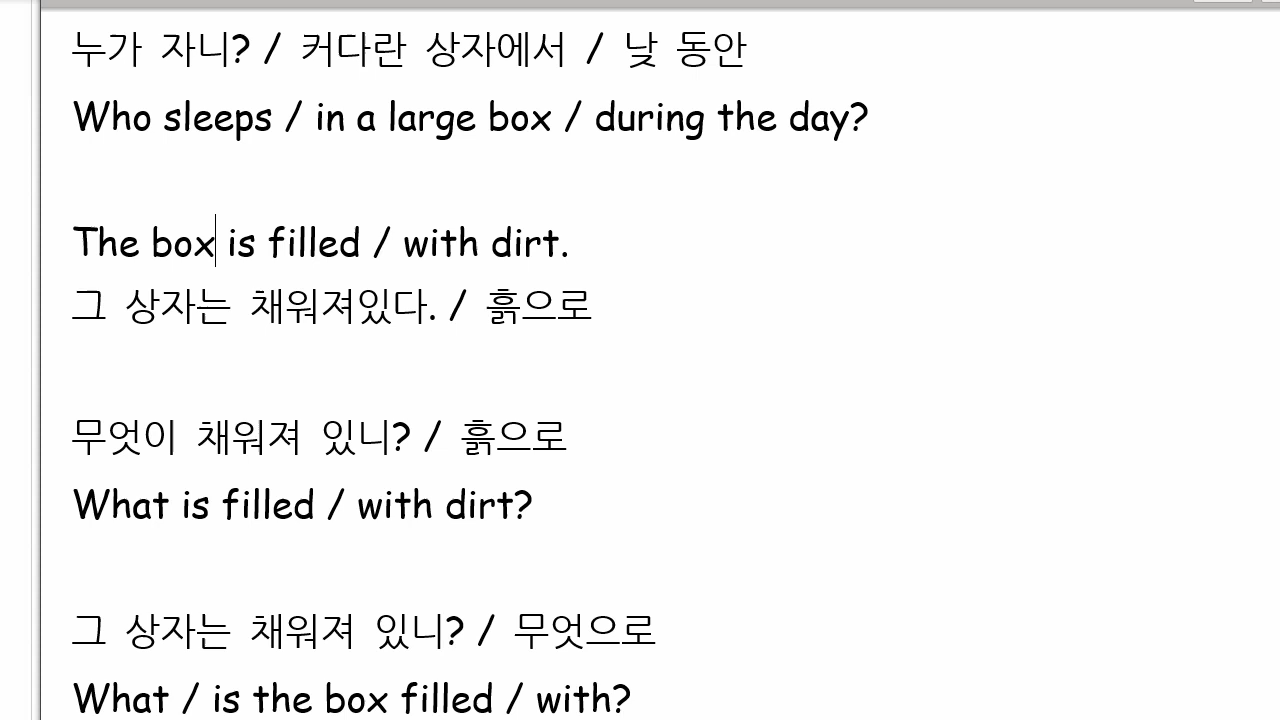 누가 자니? / 커다란 상자에서 / 낮 동안
Who sleeps / in a large box / during the day?
The box is filled / with dirt.
그 상자는 채워져있다. / 흙으로
무엇이 채워져 있니? / 흙으로
What is filled / with dirt?
그 상자는 채워져 있니? / 무엇으로
What / is the box filled / with?